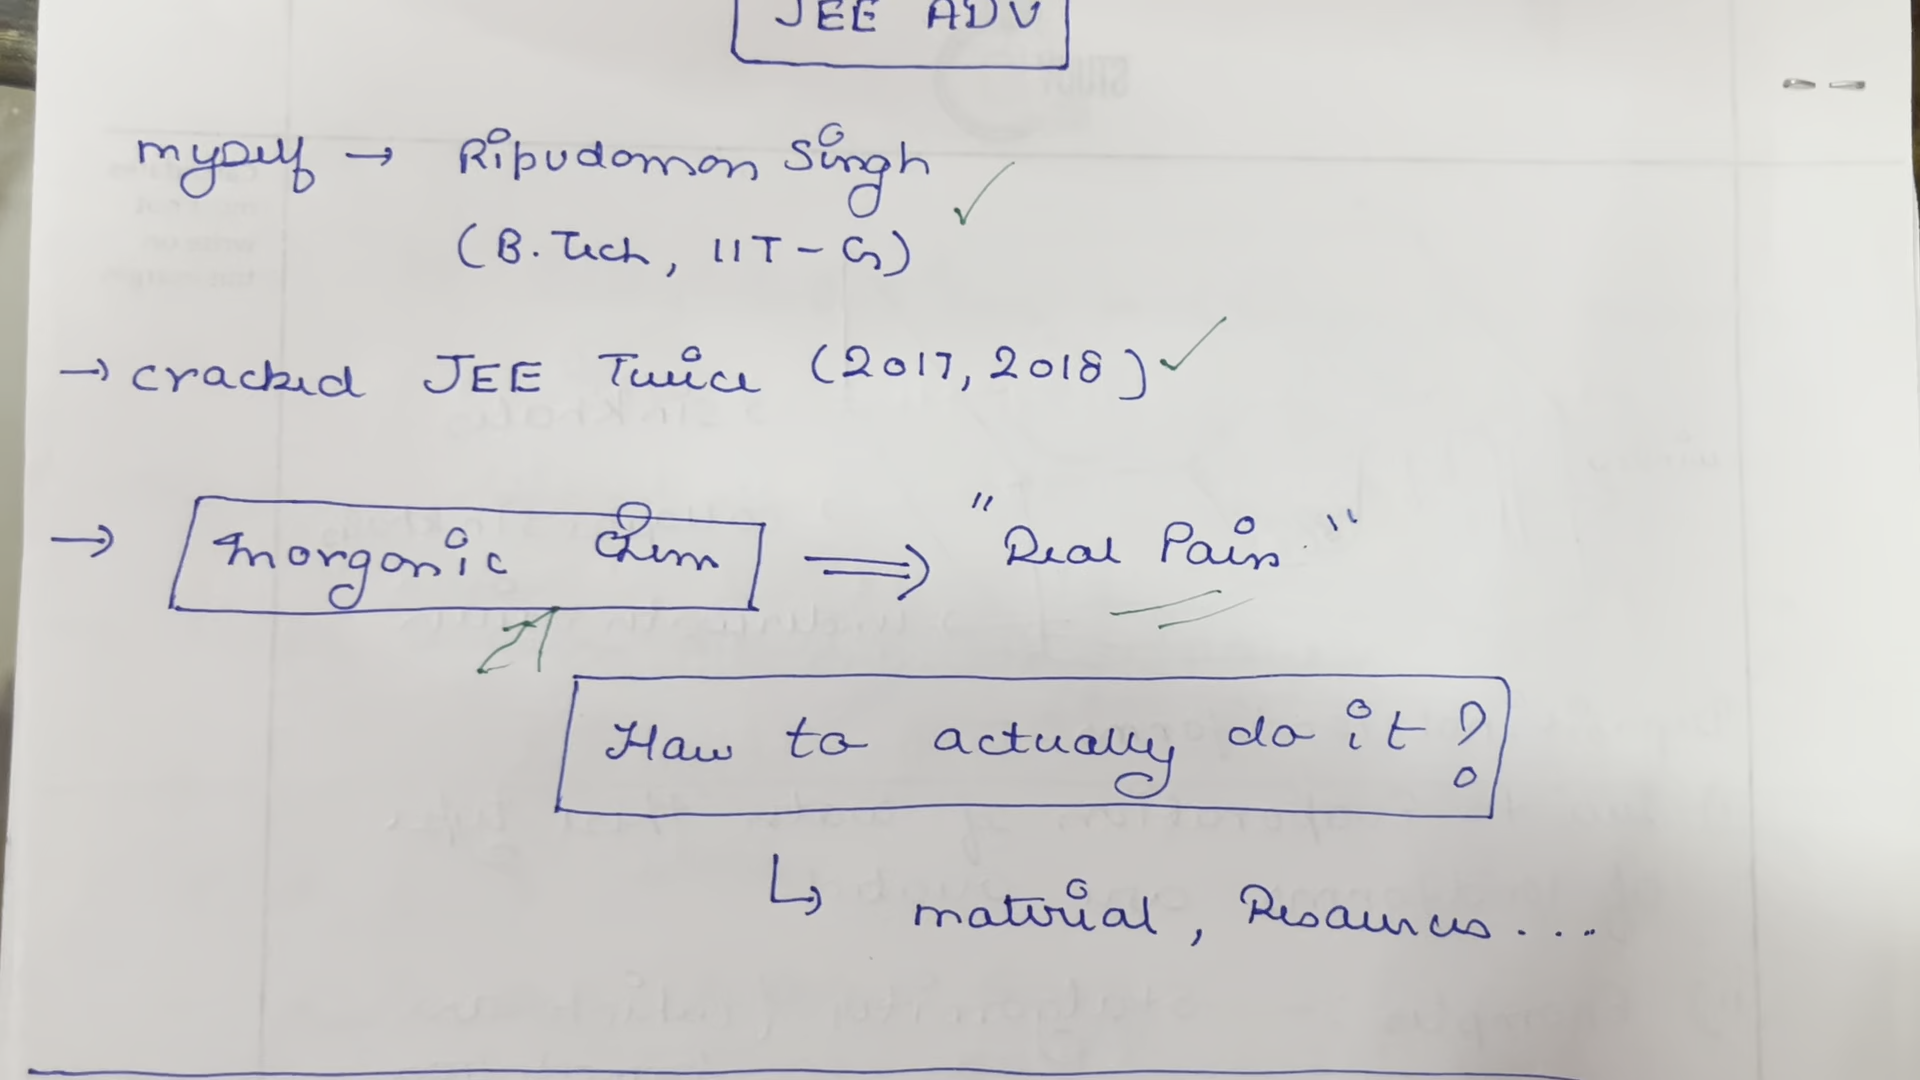 JEE ADV
myself → Ripudaman Singh
(B. Tech, IIT - G)
→ cracked JEE Twice (2017, 2018)
→ Inorganic Chem ⇒ "Real Pain."
How to actually do it?
↳ material, Resources...